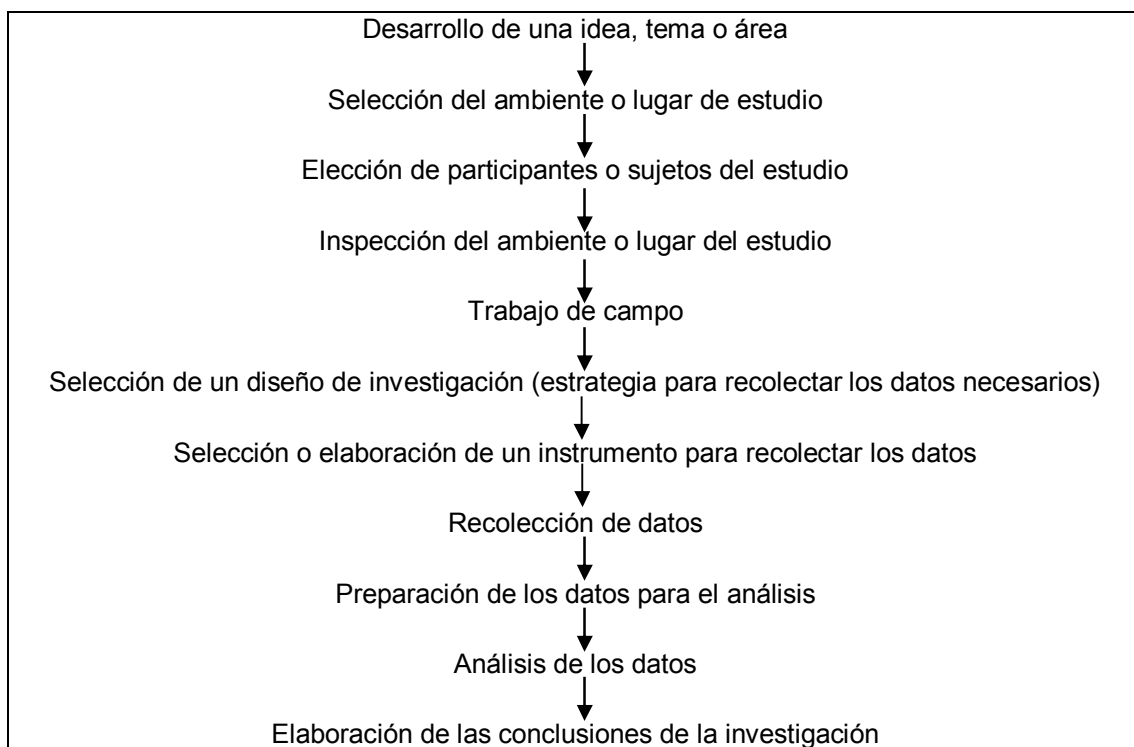 Desarrollo de una idea, tema o área
Selección del ambiente o lugar de estudio
Elección de participantes o sujetos del estudio
Inspección del ambiente o lugar del estudio
Trabajo de campo
Selección de un diseño de investigación (estrategia para recolectar los datos necesarios)
Selección o elaboración de un instrumento para recolectar los datos
Recolección de datos
Preparación de los datos para el análisis
Análisis de los datos
Elaboración de las conclusiones de la investigación